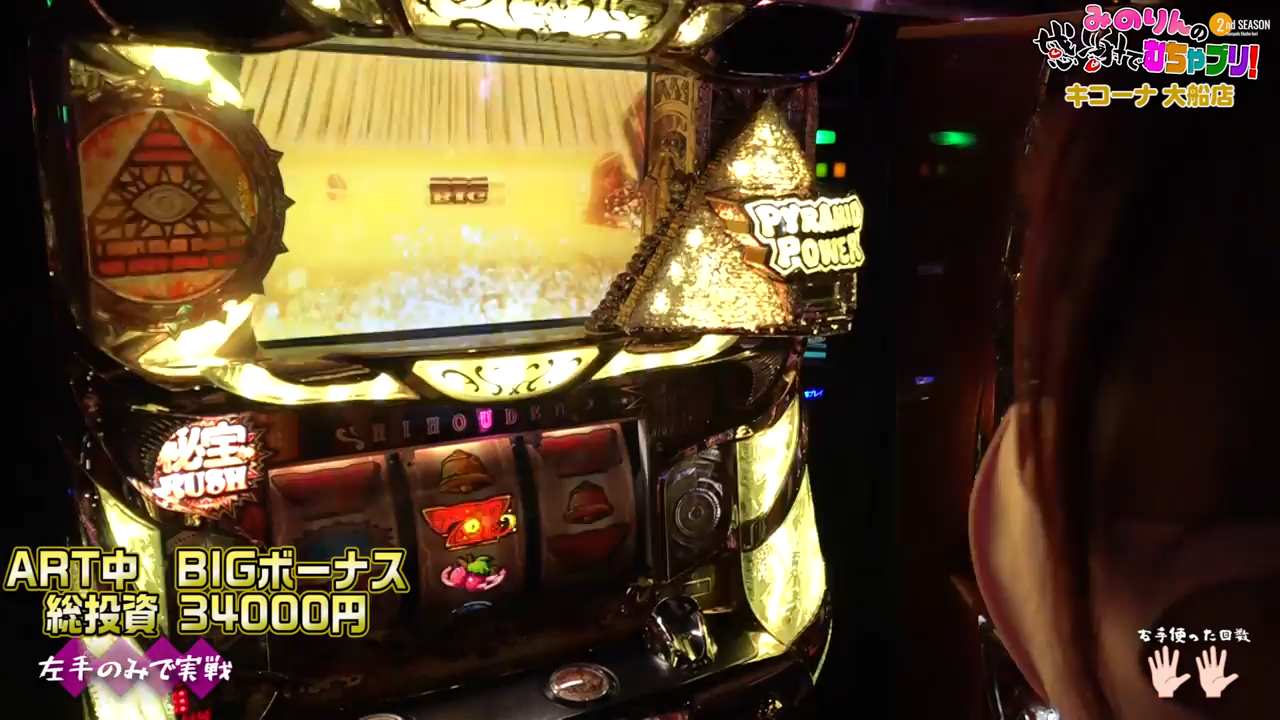 みのりんの
2nd SEASON
感謝でむちゃブリ!
キコーナ 大船店
BIG
PYRAMID
POWER
SHIHOUDEN
秘宝
RUSH
ART中 BIGボーナス
総投資 34000円
左手のみで実戦
右手使った回数